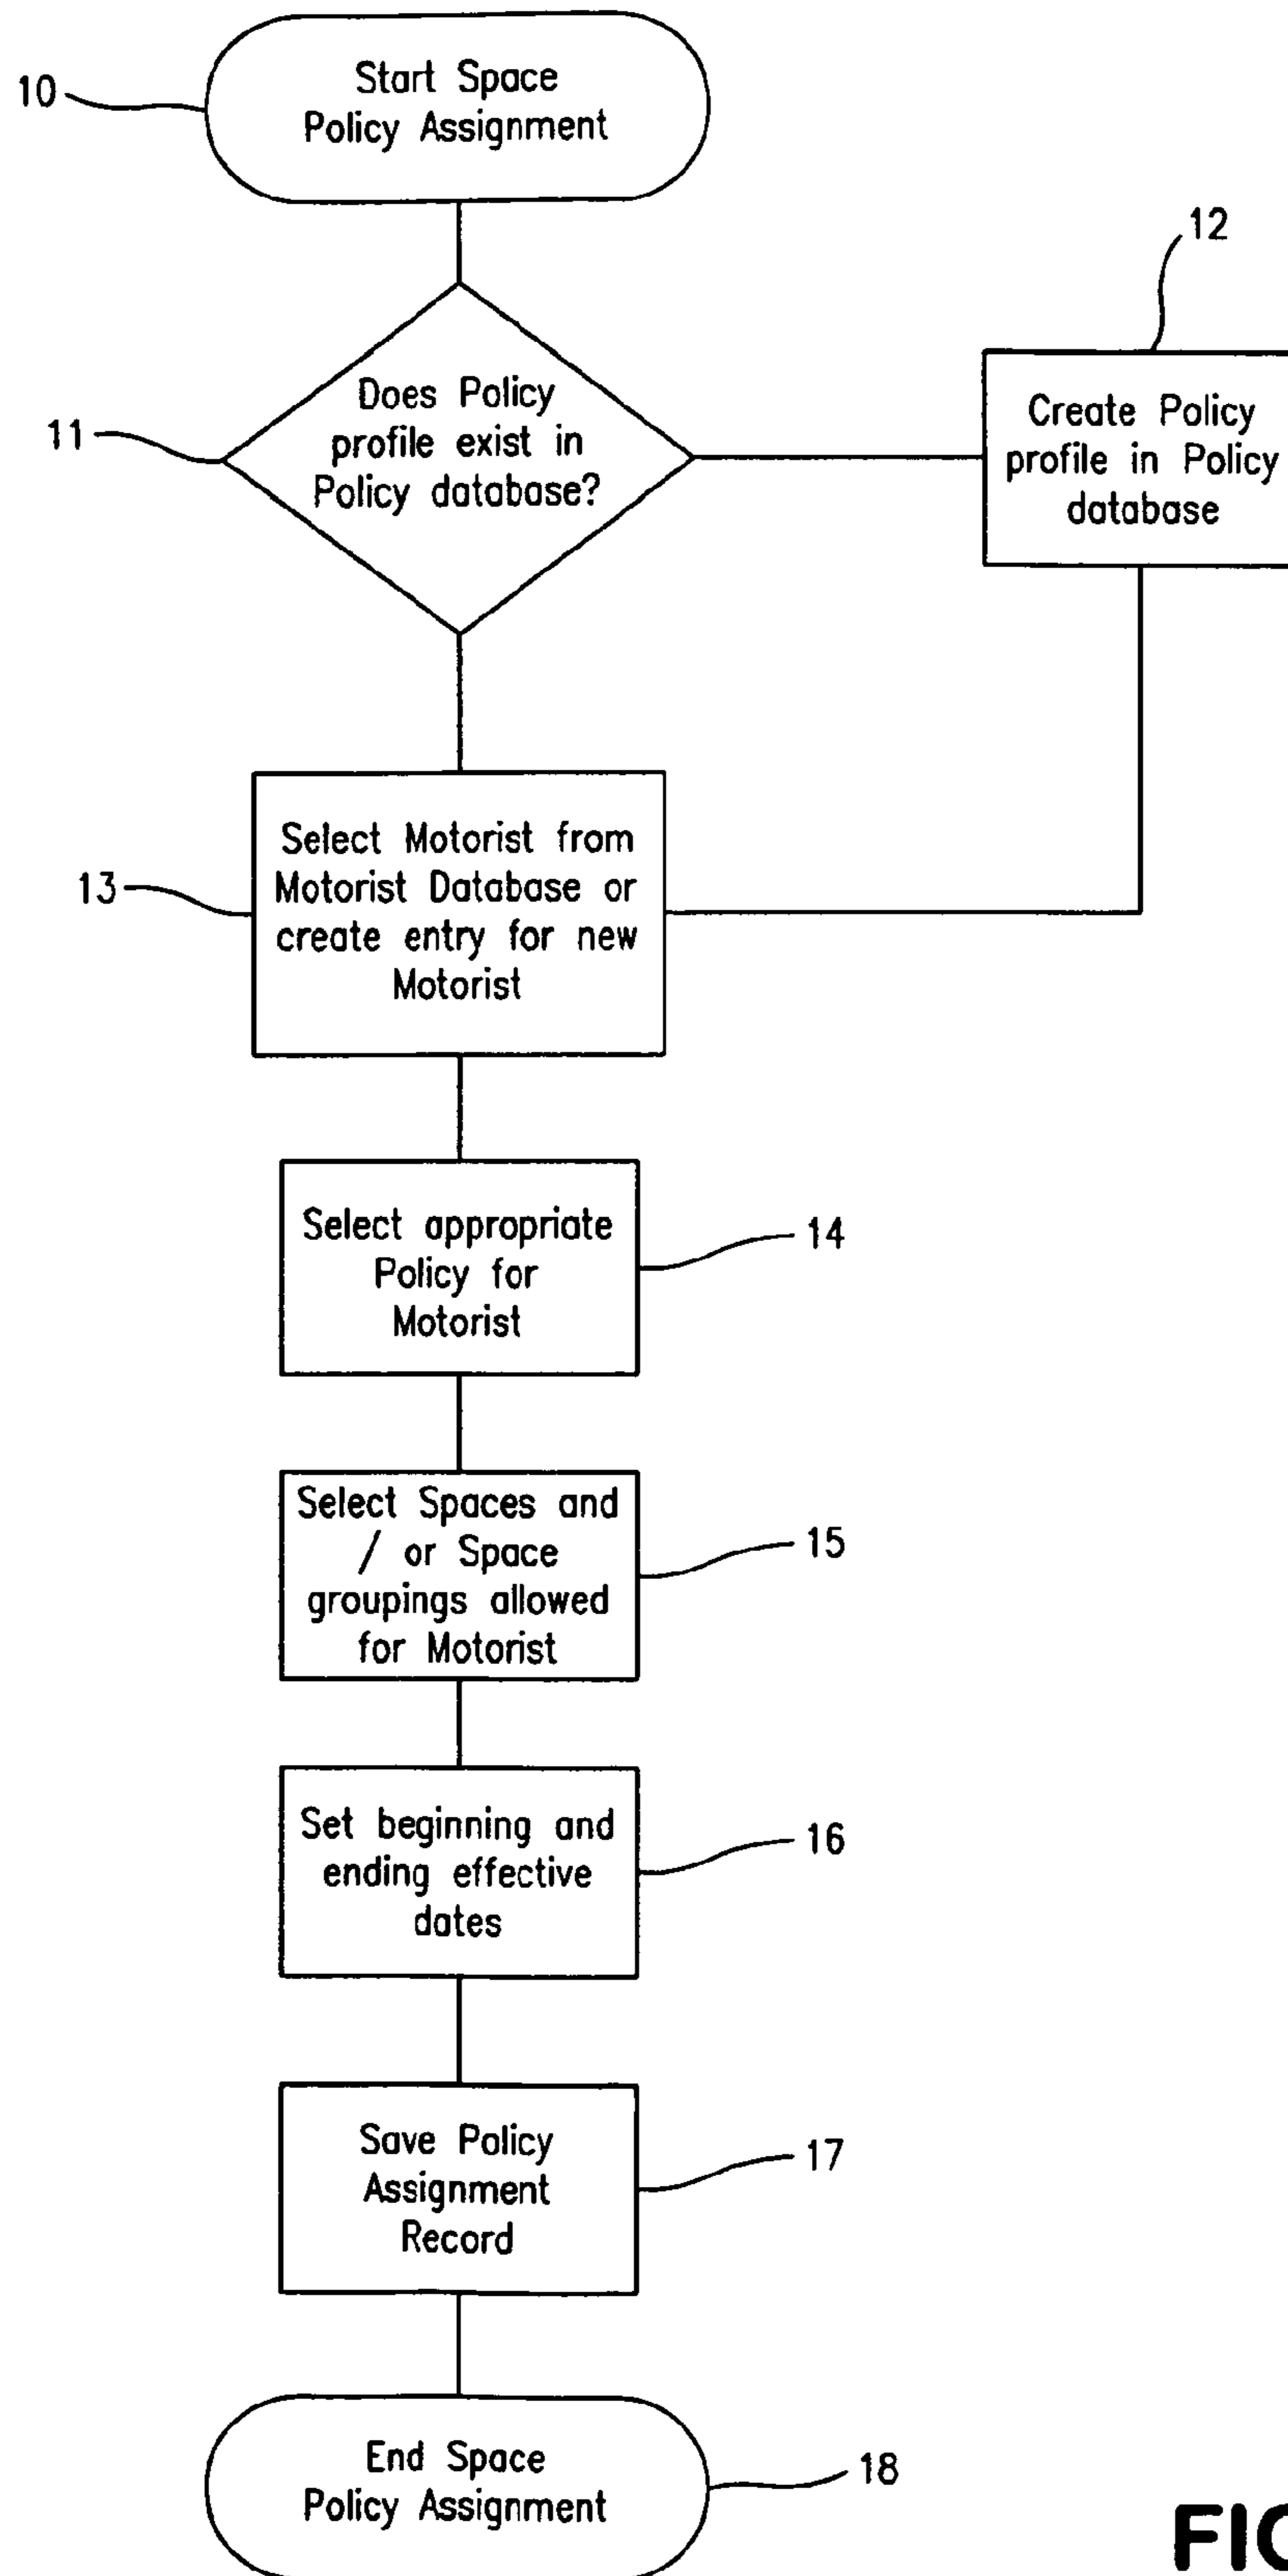 10
Start Space
Policy Assignment
12
11
Does Policy
profile exist in
Policy database?
Create Policy
profile in Policy
database
13
Select Motorist from
Motorist Database or
create entry for new
Motorist
Select appropriate
Policy for
Motorist
14
Select Spaces and
/ or Space
groupings allowed
for Motorist
15
Set beginning and
ending effective
dates
16
Save Policy
Assignment
Record
17
End Space
Policy Assignment
18